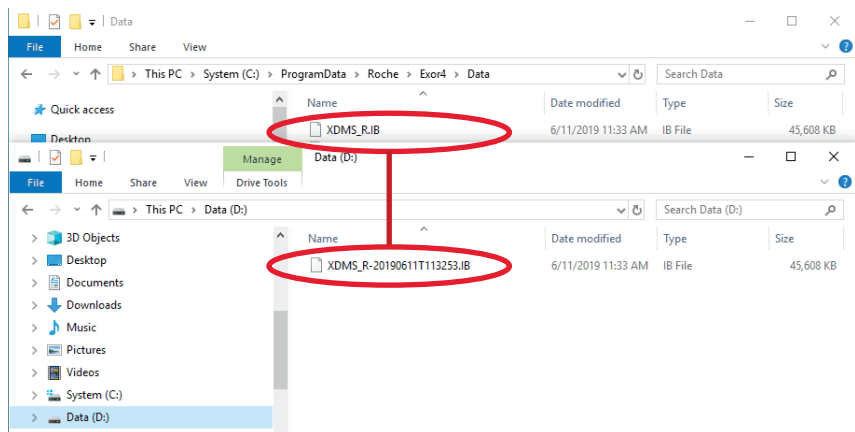 Data
File Home Share View
This PC > System (C:) > ProgramData > Roche > Exor4 > Data
Search Data
Quick access
Desktop
Name Date modified Type Size
XDMS_R.IB 6/11/2019 11:33 AM IB File 45,608 KB
Manage Data (D:)
File Home Share View Drive Tools
This PC > Data (D:)
Search Data (D:)
3D Objects
Desktop
Documents
Downloads
Music
Pictures
Videos
System (C:)
Data (D:)
Name Date modified Type Size
XDMS_R-20190611T113253.IB 6/11/2019 11:33 AM IB File 45,608 KB